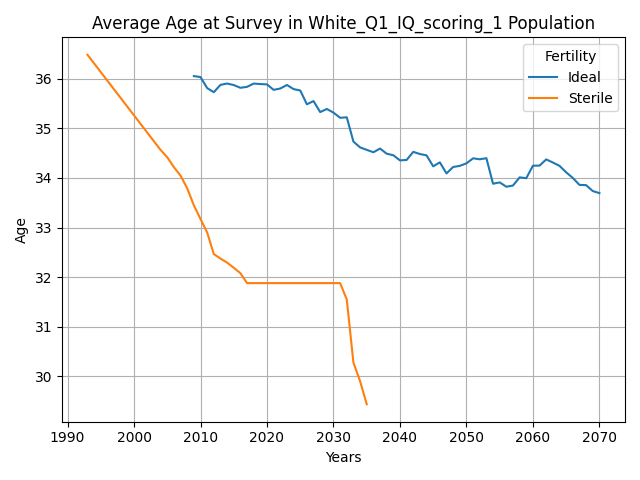 Average Age at Survey in White_Q1_IQ_scoring_1 Population
Fertility
Ideal
Sterile
Age
36
35
34
33
32
31
30
1990 2000 2010 2020 2030 2040 2050 2060 2070
Years